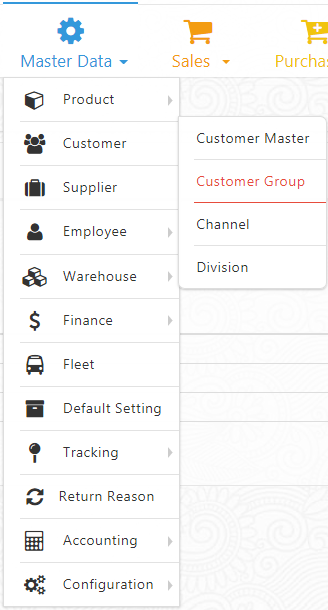 Master Data
Sales
Purcha
Product
Customer
Supplier
Employee
Warehouse
Finance
Fleet
Default Setting
Tracking
Return Reason
Accounting
Configuration
Customer Master
Customer Group
Channel
Division